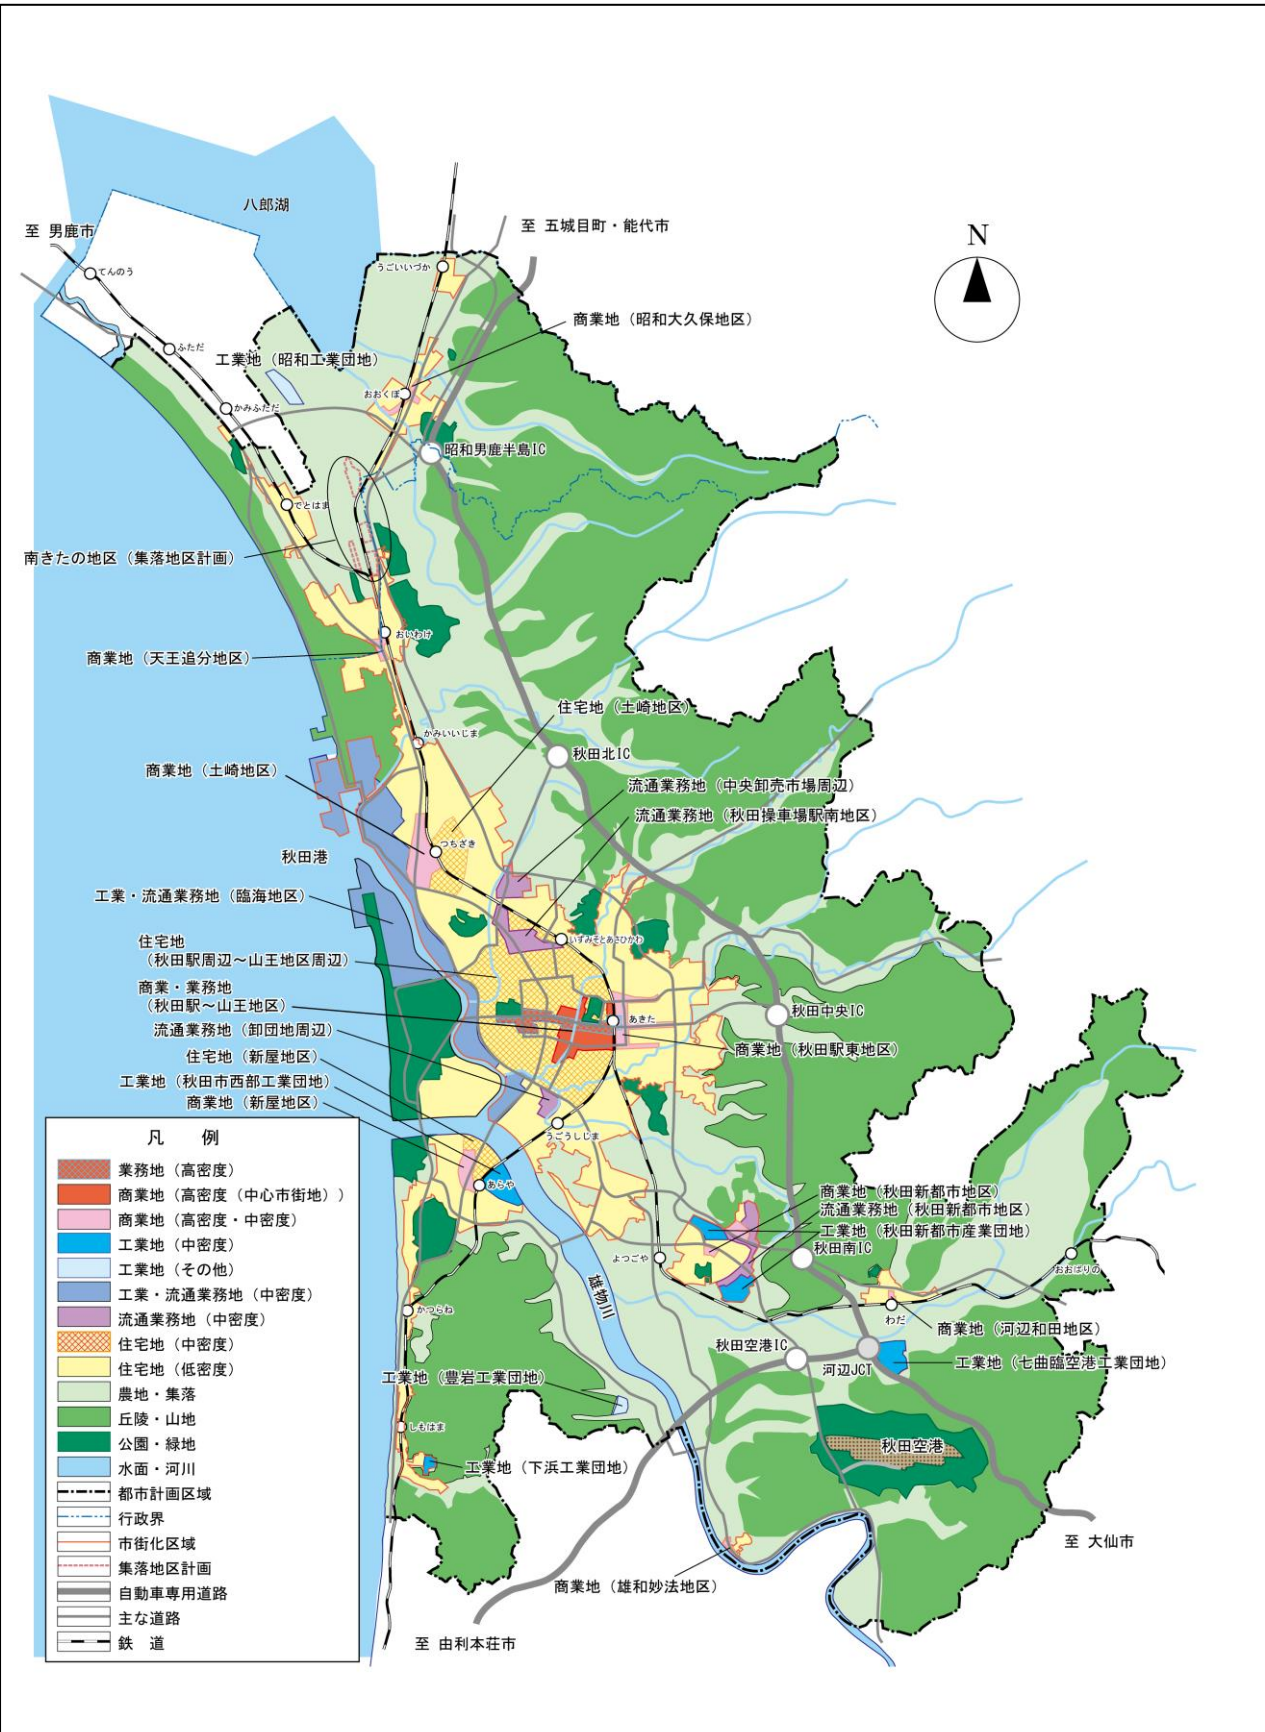 八郎湖
至 男鹿市
至 五城目町・能代市
N
てんのう
うごいいづか
商業地（昭和大久保地区）
ふただ
工業地（昭和工業団地）
おおくぼ
かみふただ
昭和男鹿半島IC
でとはま
南きたの地区（集落地区計画）
おいわけ
商業地（天王追分地区）
住宅地（土崎地区）
かみいいじま
秋田北IC
商業地（土崎地区）
流通業務地（中央卸売市場周辺）
流通業務地（秋田操車場駅南地区）
つちざき
秋田港
工業・流通業務地（臨海地区）
いずみそとあさひかわ
住宅地
（秋田駅周辺～山王地区周辺）
商業・業務地
（秋田駅～山王地区）
秋田中央IC
あきた
流通業務地（卸団地周辺）
商業地（秋田駅東地区）
住宅地（新屋地区）
工業地（秋田市西部工業団地）
商業地（新屋地区）
うごうしじま
あらや
商業地（秋田新都市地区）
流通業務地（秋田新都市地区）
工業地（秋田新都市産業団地）
秋田南IC
よつごや
おおばりの
雄物川
かつらね
わだ
商業地（河辺和田地区）
秋田空港IC
河辺JCT
工業地（七曲臨空港工業団地）
工業地（豊岩工業団地）
しもはま
秋田空港
工業地（下浜工業団地）
至 大仙市
商業地（雄和妙法地区）
至 由利本荘市
凡 例
業務地（高密度）
商業地（高密度（中心市街地））
商業地（高密度・中密度）
工業地（中密度）
工業地（その他）
工業・流通業務地（中密度）
流通業務地（中密度）
住宅地（中密度）
住宅地（低密度）
農地・集落
丘陵・山地
公園・緑地
水面・河川
都市計画区域
行政界
市街化区域
集落地区計画
自動車専用道路
主な道路
鉄 道